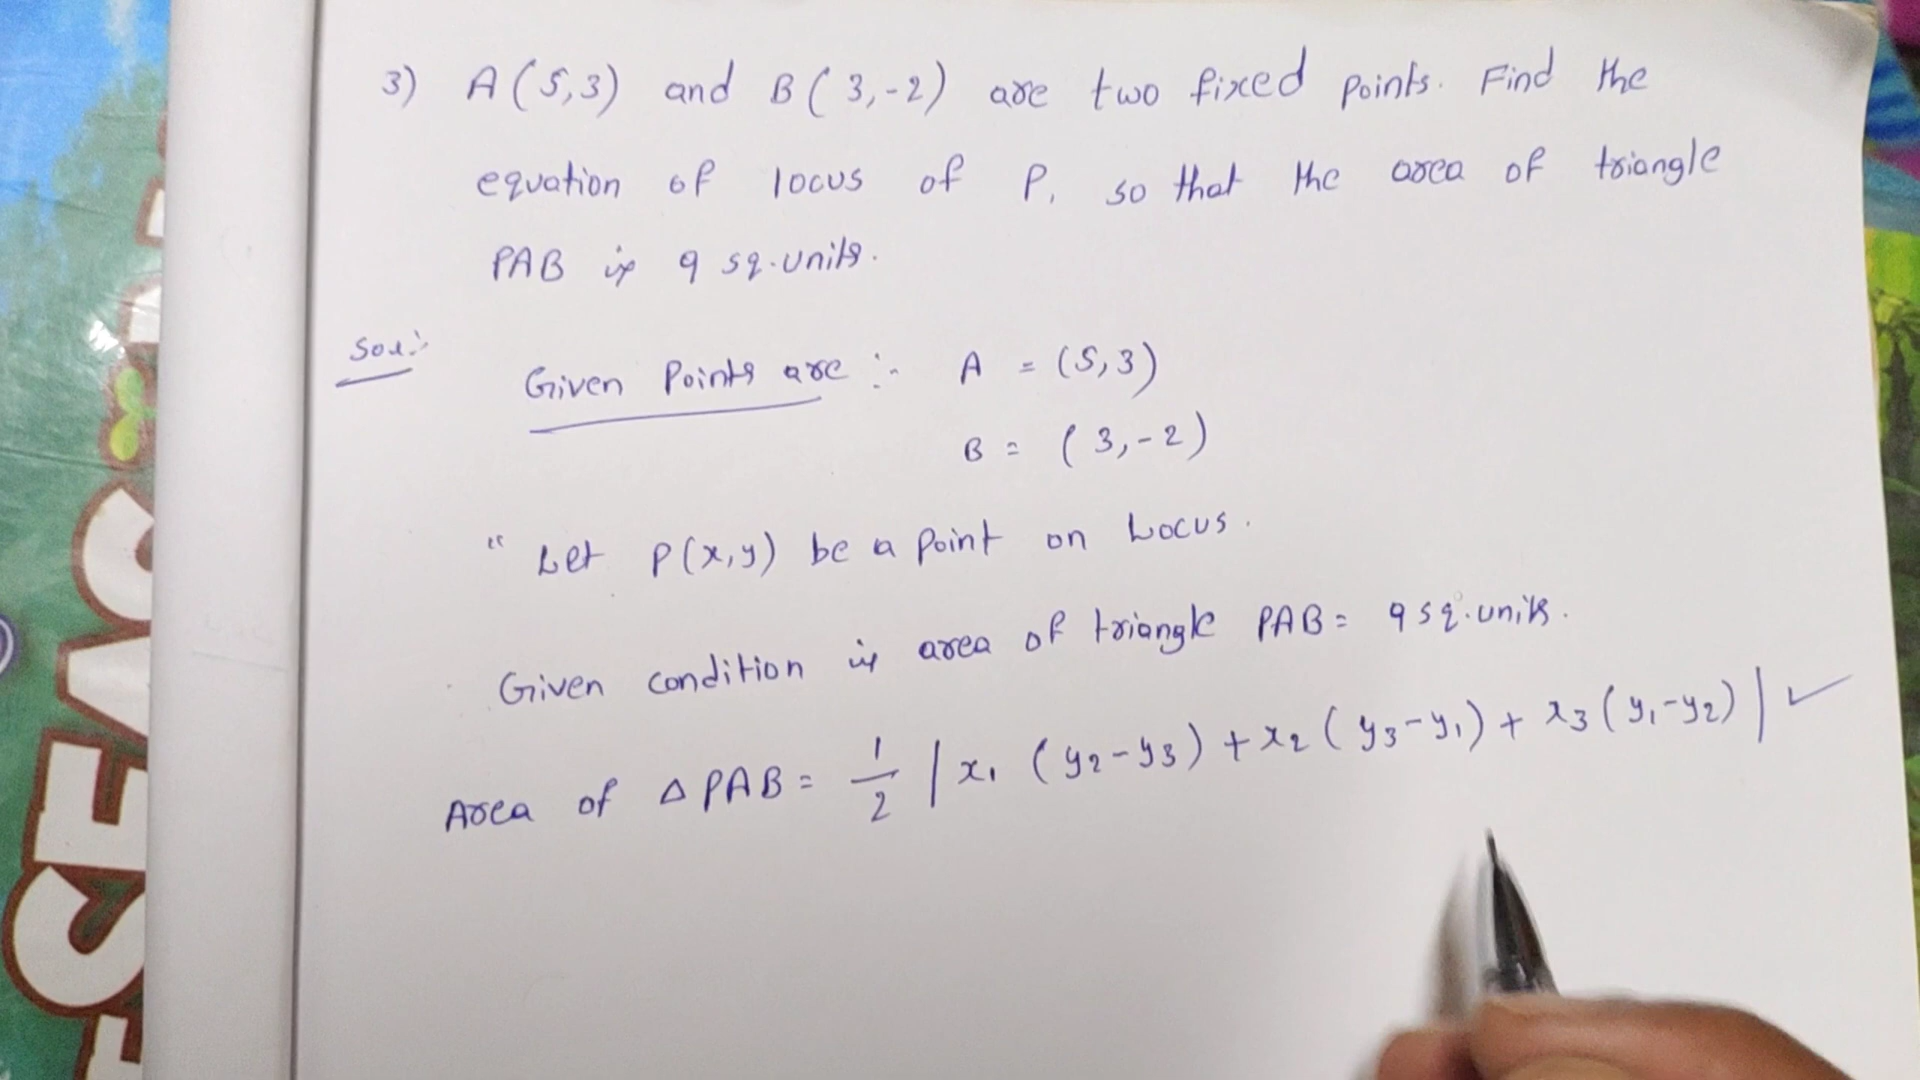 3) A(5,3) and B(3,-2) are two fixed points. Find the
equation of locus of P, so that the area of triangle
PAB is 9 sq.units.
Sol:-
Given Points are :- A = (5,3)
B = (3,-2)
" Let P(x,y) be a point on Locus.
Given condition is area of triangle PAB = 9 sq.units.
Area of △ PAB = 1/2 | x₁ (y₂-y₃) + x₂ (y₃-y₁) + x₃ (y₁-y₂) | ✓